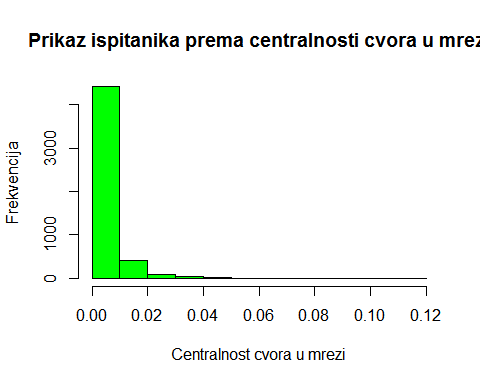 Prikaz ispitanika prema centralnosti cvora u mrez
Frekvencija
3000
1000
0
0.00 0.02 0.04 0.06 0.08 0.10 0.12
Centralnost cvora u mrezi